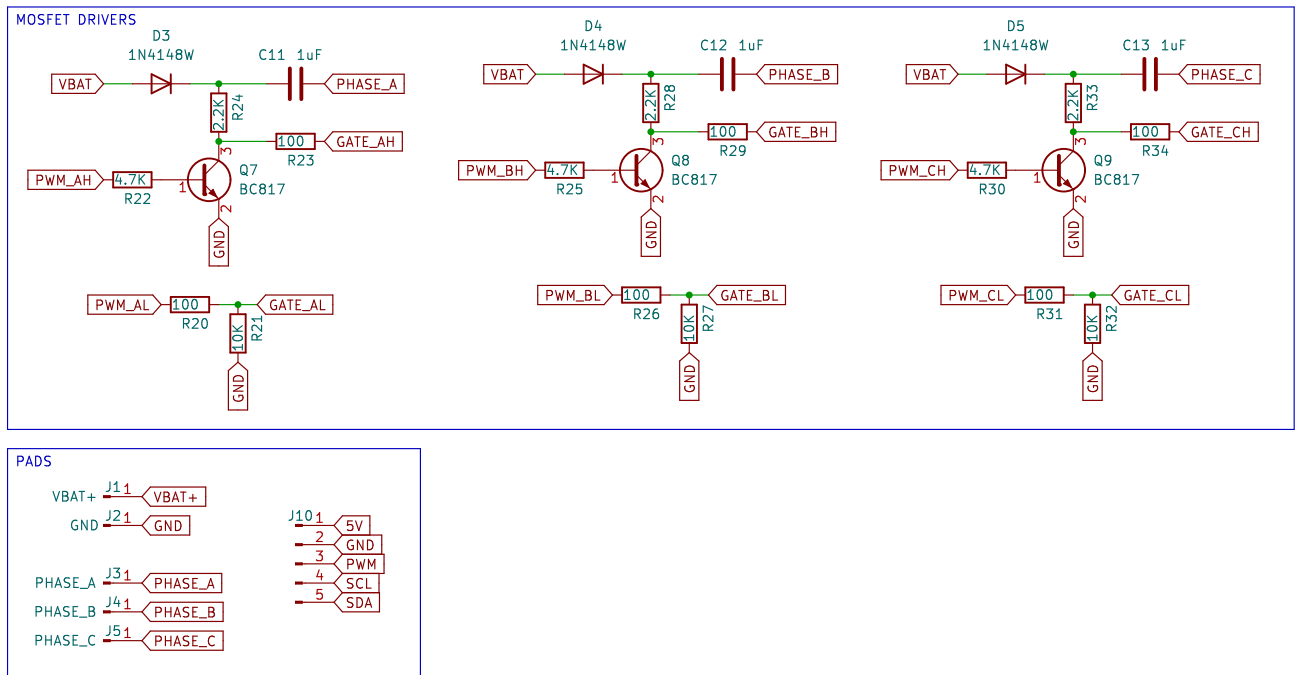 MOSFET DRIVERS
D3
1N4148W
C11 1uF
VBAT
PHASE_A
2.2K
R24
100
R23
GATE_AH
PWM_AH
4.7K
R22
1
3
2
Q7
BC817
GND
D4
1N4148W
C12 1uF
VBAT
PHASE_B
2.2K
R28
100
R29
GATE_BH
PWM_BH
4.7K
R25
1
3
2
Q8
BC817
GND
D5
1N4148W
C13 1uF
VBAT
PHASE_C
2.2K
R33
100
R34
GATE_CH
PWM_CH
4.7K
R30
1
3
2
Q9
BC817
GND
PWM_AL
100
R20
GATE_AL
10K
R21
GND
PWM_BL
100
R26
GATE_BL
10K
R27
GND
PWM_CL
100
R31
GATE_CL
10K
R32
GND
PADS
VBAT+ J1 1 VBAT+
GND J2 1 GND
PHASE_A J3 1 PHASE_A
PHASE_B J4 1 PHASE_B
PHASE_C J5 1 PHASE_C
J10 1 5V
2 GND
3 PWM
4 SCL
5 SDA